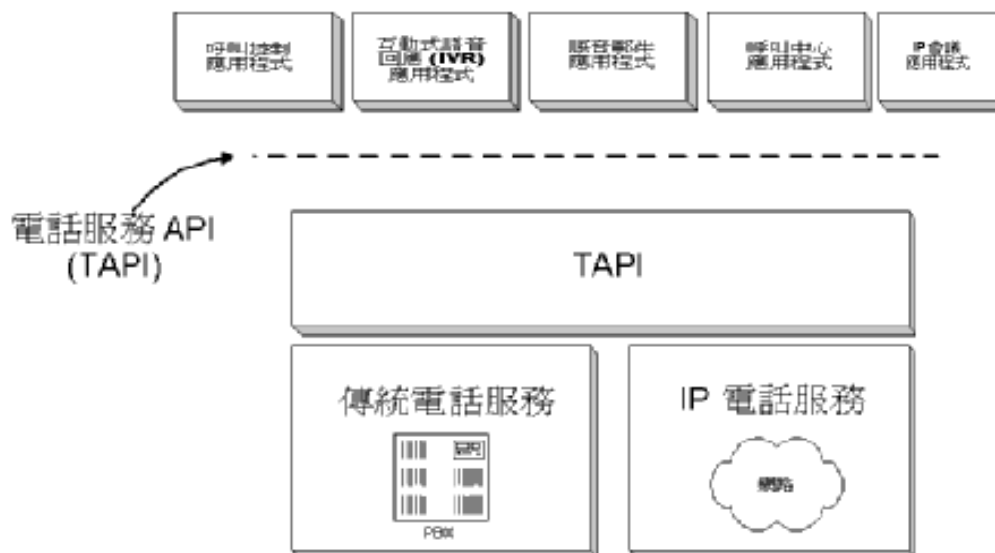 呼叫控制
應用程式
互動式語音
回應 (IVR)
應用程式
語音郵件
應用程式
呼叫中心
應用程式
IP會議
應用程式
電話服務 API
(TAPI)
TAPI
傳統電話服務
PBX
IP 電話服務
網路